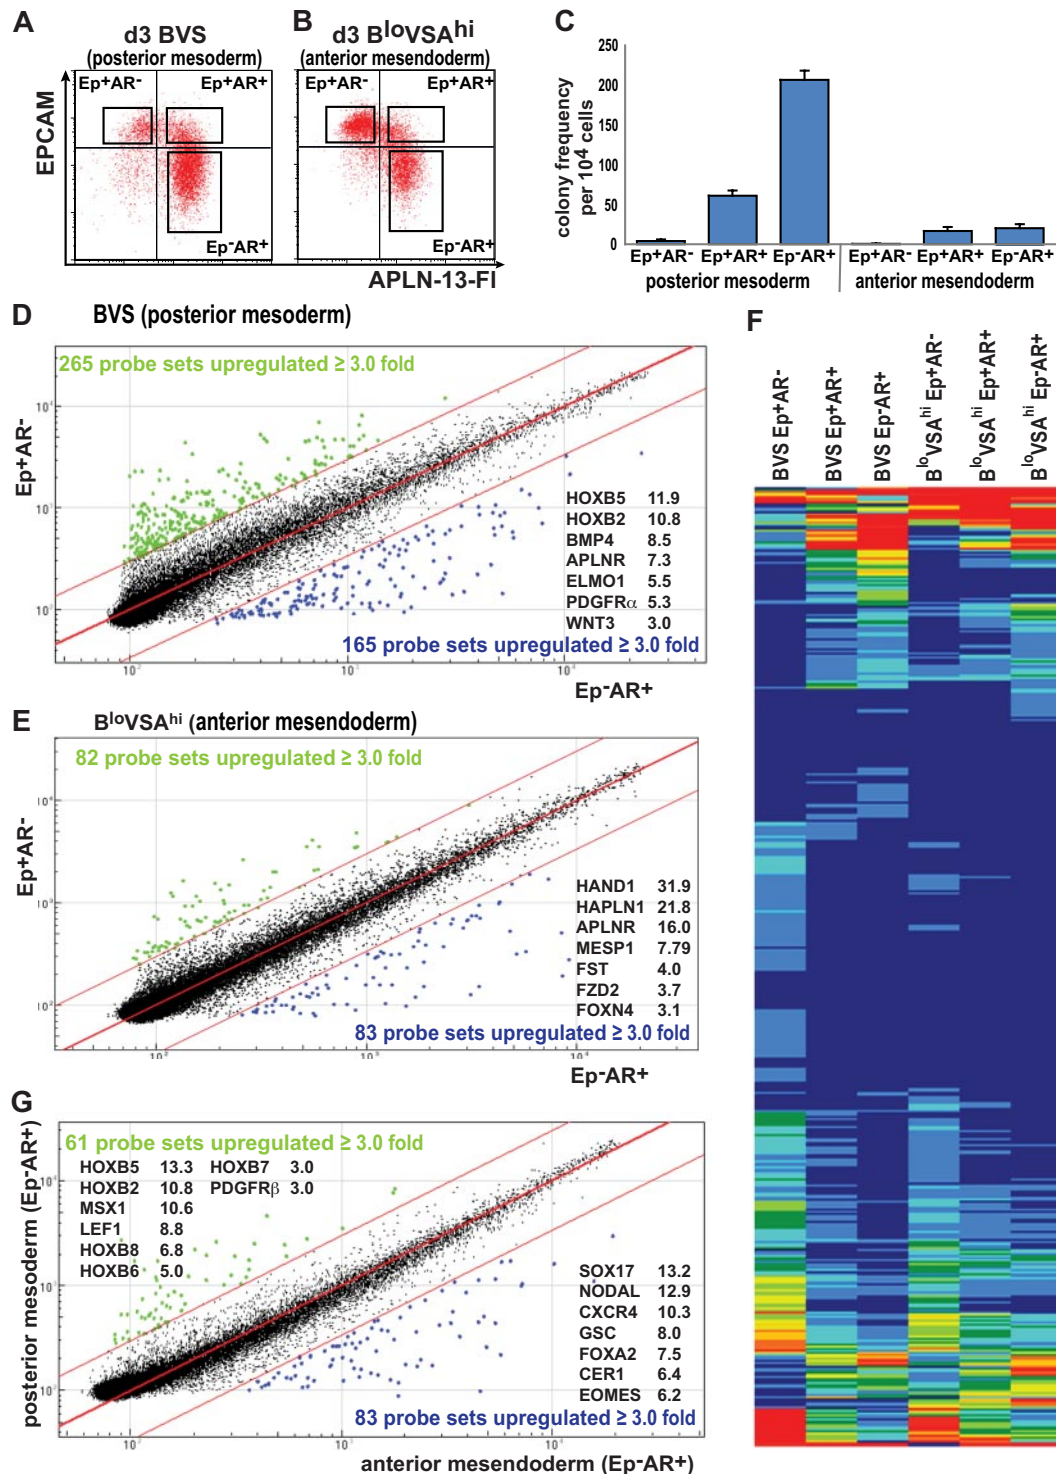 A
d3 BVS
(posterior mesoderm)
Ep+AR-
Ep+AR+
Ep-AR+
EPCAM
B
d3 BloVSAhi
(anterior mesendoderm)
Ep+AR-
Ep+AR+
Ep-AR+
APLN-13-Fl
C
colony frequency
per 10⁴ cells
250
200
150
100
50
0
Ep+AR- Ep+AR+ Ep-AR+ Ep+AR- Ep+AR+ Ep-AR+
posterior mesoderm anterior mesendoderm
D
BVS (posterior mesoderm)
265 probe sets upregulated ≥ 3.0 fold
Ep+AR-
HOXB5 11.9
HOXB2 10.8
BMP4 8.5
APLNR 7.3
ELMO1 5.5
PDGFRα 5.3
WNT3 3.0
165 probe sets upregulated ≥ 3.0 fold
Ep-AR+
E
BloVSAhi (anterior mesendoderm)
82 probe sets upregulated ≥ 3.0 fold
Ep+AR-
HAND1 31.9
HAPLN1 21.8
APLNR 16.0
MESP1 7.79
FST 4.0
FZD2 3.7
FOXN4 3.1
83 probe sets upregulated ≥ 3.0 fold
10² 10³ 10⁴
Ep-AR+
F
BVS Ep+AR-
BVS Ep+AR+
BVS Ep-AR+
BloVSAhi Ep+AR-
BloVSAhi Ep+AR+
BloVSAhi Ep-AR+
G
posterior mesoderm (Ep-AR+)
61 probe sets upregulated ≥ 3.0 fold
HOXB5 13.3 HOXB7 3.0
HOXB2 10.8 PDGFRβ 3.0
MSX1 10.6
LEF1 8.8
HOXB8 6.8
HOXB6 5.0
SOX17 13.2
NODAL 12.9
CXCR4 10.3
GSC 8.0
FOXA2 7.5
CER1 6.4
EOMES 6.2
83 probe sets upregulated ≥ 3.0 fold
anterior mesendoderm (Ep-AR+)